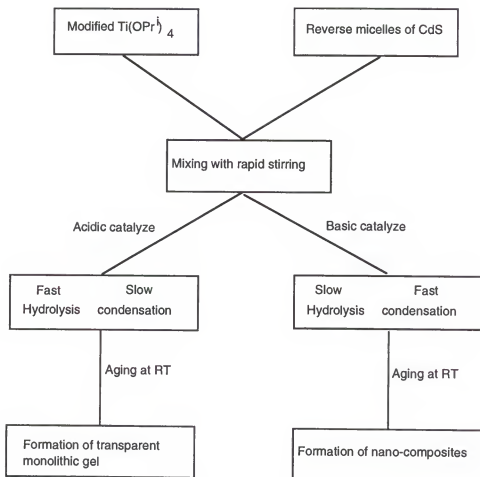 Modified Ti(OPr^i)_4
Reverse micelles of CdS
Mixing with rapid stirring
Acidic catalyze
Basic catalyze
Fast Slow
Hydrolysis condensation
Slow Fast
Hydrolysis condensation
Aging at RT
Aging at RT
Formation of transparent
monolithic gel
Formation of nano-composites